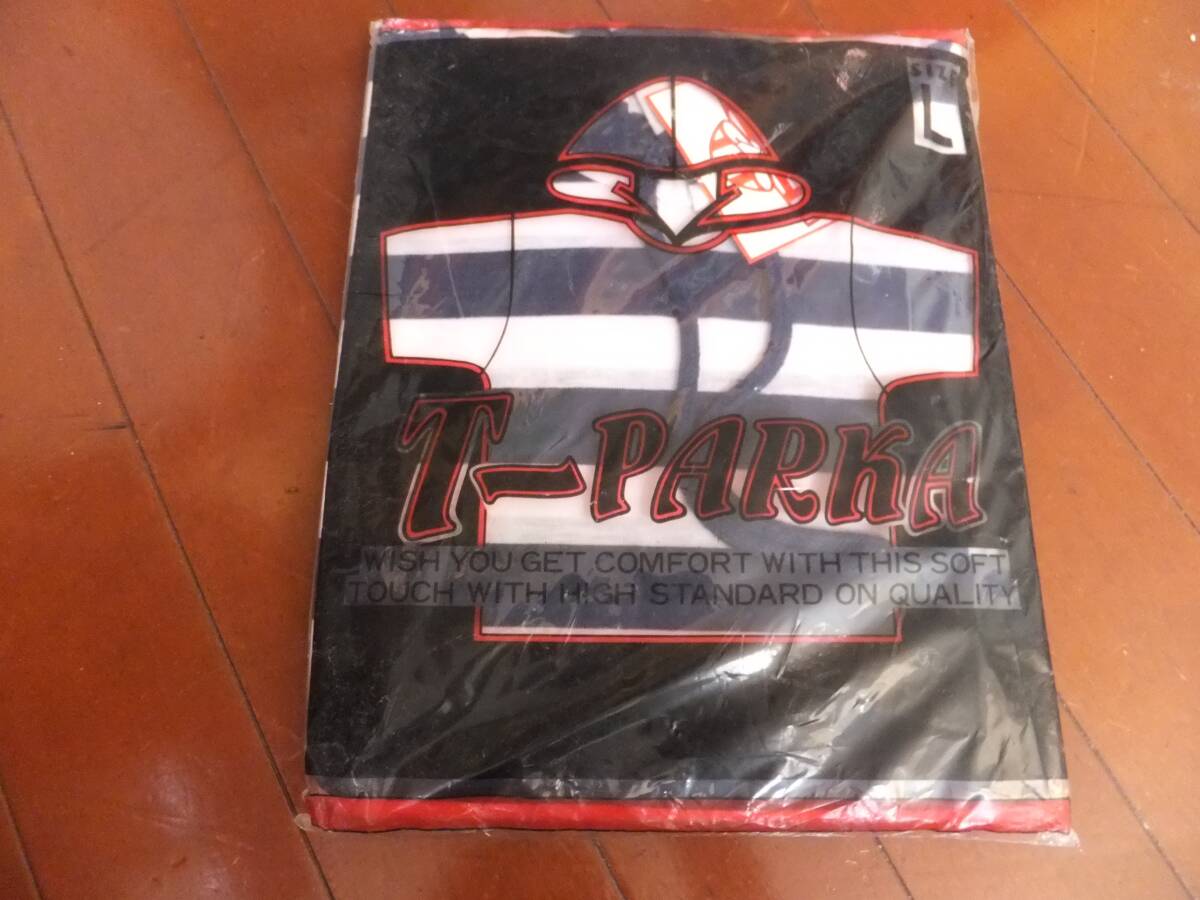 SIZE
L
T-PARKA
WISH YOU GET COMFORT WITH THIS SOFT
TOUCH WITH HIGH STANDARD ON QUALITY